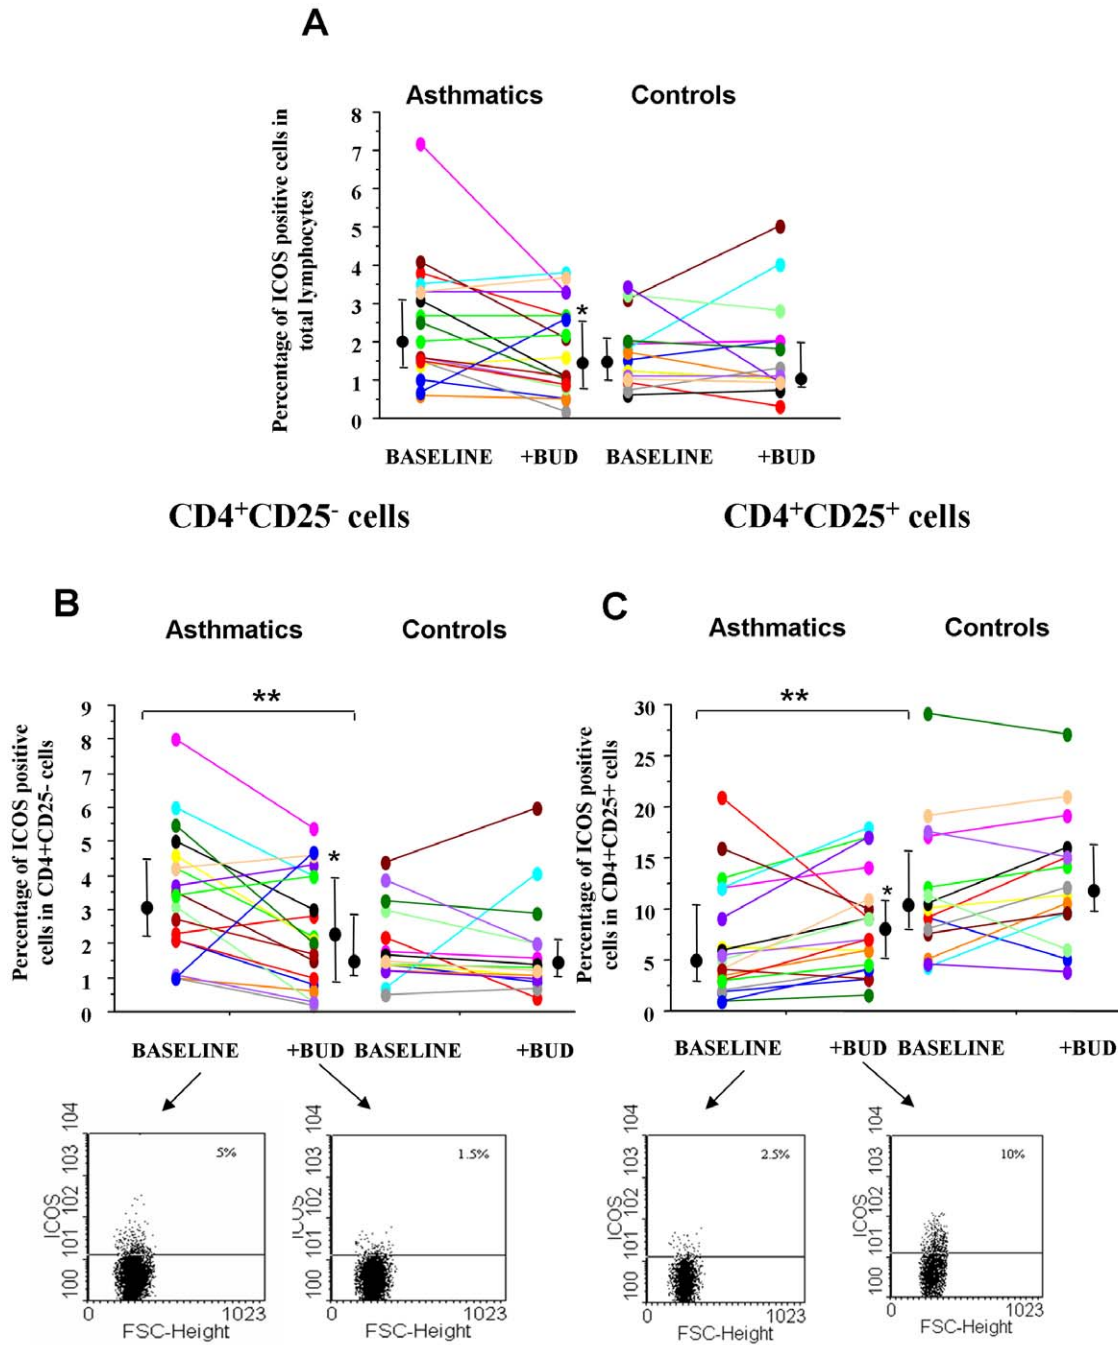 A
Asthmatics Controls
Percentage of ICOS positive cells in
total lymphocytes
8
7
6
5
4
3
2
1
0
*
BASELINE +BUD BASELINE +BUD
CD4+CD25- cells CD4+CD25+ cells
B
Asthmatics Controls
**
Percentage of ICOS positive
cells in CD4+CD25- cells
9
8
7
6
5
4
3
2
1
0
*
BASELINE +BUD BASELINE +BUD
C
Asthmatics Controls
**
Percentage of ICOS positive
cells in CD4+CD25+ cells
30
25
20
15
10
5
0
*
BASELINE +BUD BASELINE +BUD
5%
ICOS
100 101 102 103 104
0 1023
FSC-Height
1.5%
ICOS
100 101 102 103 104
0 1023
FSC-Height
2.5%
ICOS
100 101 102 103 104
0 1023
FSC-Height
10%
ICOS
100 101 102 103 104
0 1023
FSC-Height